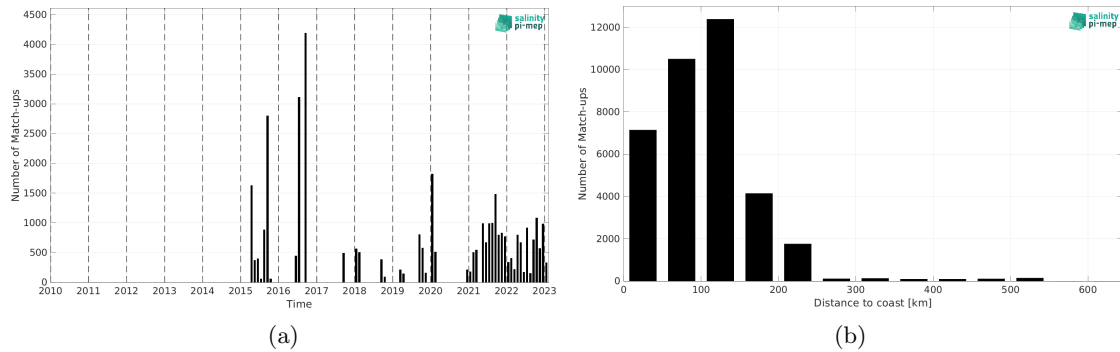 salinity
pi-mep
4500
4000
3500
3000
2500
2000
1500
1000
500
0
Number of Match-ups
2010 2011 2012 2013 2014 2015 2016 2017 2018 2019 2020 2021 2022 2023
Time
(a)
salinity
pi-mep
12000
10000
8000
6000
4000
2000
0
Number of Match-ups
0 100 200 300 400 500 600
Distance to coast [km]
(b)